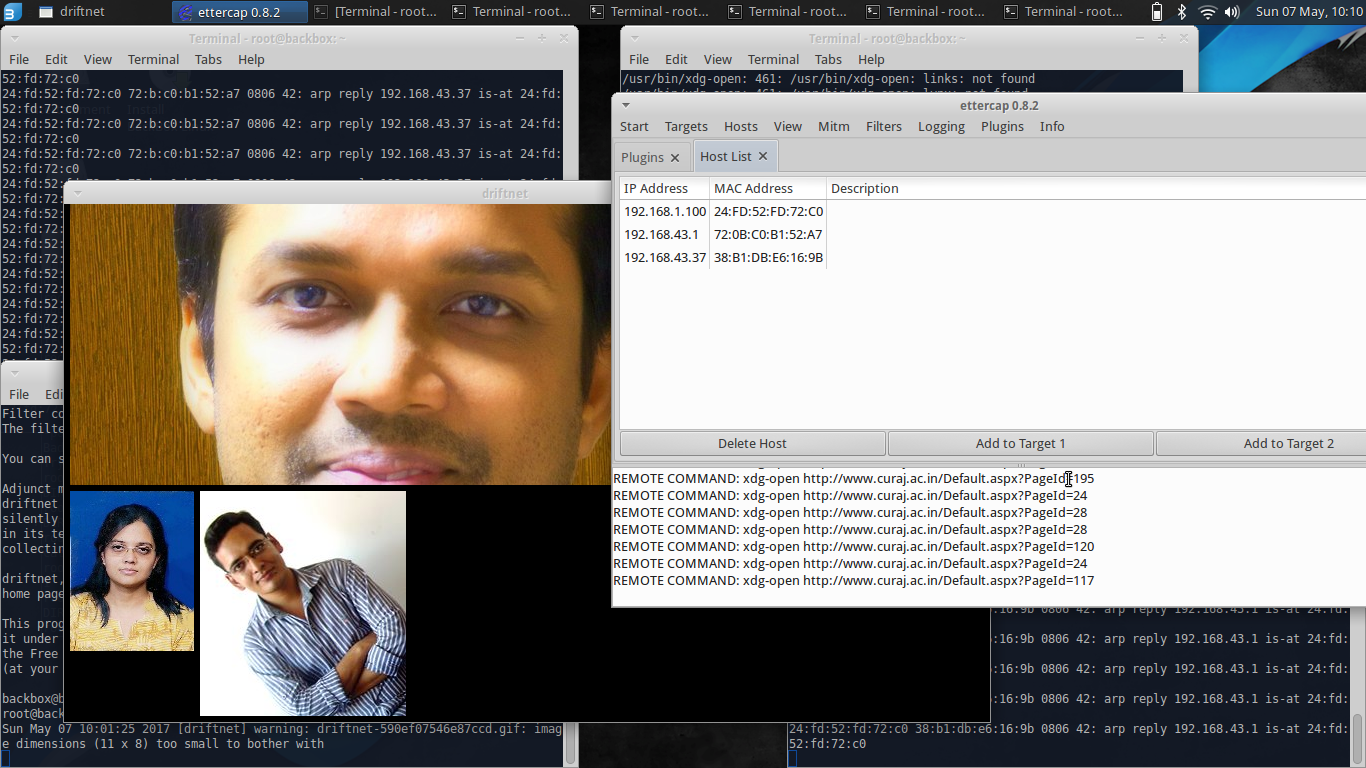 driftnet
ettercap 0.8.2
[Terminal - root...
Terminal - root...
Terminal - root...
Terminal - root...
Terminal - root...
Terminal - root...
Sun 07 May, 10:10
Terminal - root@backbox: ~
File Edit View Terminal Tabs Help
52:fd:72:c0
24:fd:52:fd:72:c0 72:b:c0:b1:52:a7 0806 42: arp reply 192.168.43.37 is-at 24:fd:
52:fd:72:c0
24:fd:52:fd:72:c0 72:b:c0:b1:52:a7 0806 42: arp reply 192.168.43.37 is-at 24:fd:
52:fd:72:c0
24:fd:52:fd:72:c0 72:b:c0:b1:52:a7 0806 42: arp reply 192.168.43.37 is-at 24:fd:
52:fd:72:c0
52:fd:72:
24:fd:52:
52:fd:72:
24:fd:52:
52:fd:72:
24:fd:52:
52:fd:72:
24:fd:52:
52:fd:72:
24:fd:52:
52:fd:72:
Terminal - root@backbox: ~
File Edit View Terminal Tabs Help
/usr/bin/xdg-open: 461: /usr/bin/xdg-open: links: not found
ettercap 0.8.2
Start Targets Hosts View Mitm Filters Logging Plugins Info
Plugins ✕ Host List ✕
IP Address MAC Address Description
192.168.1.100 24:FD:52:FD:72:C0
192.168.43.1 72:0B:C0:B1:52:A7
192.168.43.37 38:B1:DB:E6:16:9B
Delete Host Add to Target 1 Add to Target 2
REMOTE COMMAND: xdg-open http://www.curaj.ac.in/Default.aspx?PageId=195
REMOTE COMMAND: xdg-open http://www.curaj.ac.in/Default.aspx?PageId=24
REMOTE COMMAND: xdg-open http://www.curaj.ac.in/Default.aspx?PageId=28
REMOTE COMMAND: xdg-open http://www.curaj.ac.in/Default.aspx?PageId=28
REMOTE COMMAND: xdg-open http://www.curaj.ac.in/Default.aspx?PageId=120
REMOTE COMMAND: xdg-open http://www.curaj.ac.in/Default.aspx?PageId=24
REMOTE COMMAND: xdg-open http://www.curaj.ac.in/Default.aspx?PageId=117
driftnet
File Edi
Filter co
The filte
You can s
Adjunct m
driftnet
silently
in its te
collectin
driftnet,
home page
This prog
it under
the Free
(at your
backbox@b
root@back
Sun May 07 10:01:25 2017 [driftnet] warning: driftnet-590ef07546e87ccd.gif: imag
e dimensions (11 x 8) too small to bother with
:16:9b 0806 42: arp reply 192.168.43.1 is-at 24:fd:
:16:9b 0806 42: arp reply 192.168.43.1 is-at 24:fd:
:16:9b 0806 42: arp reply 192.168.43.1 is-at 24:fd:
:16:9b 0806 42: arp reply 192.168.43.1 is-at 24:fd:
24:fd:52:fd:72:c0 38:b1:db:e6:16:9b 0806 42: arp reply 192.168.43.1 is-at 24:fd:
52:fd:72:c0